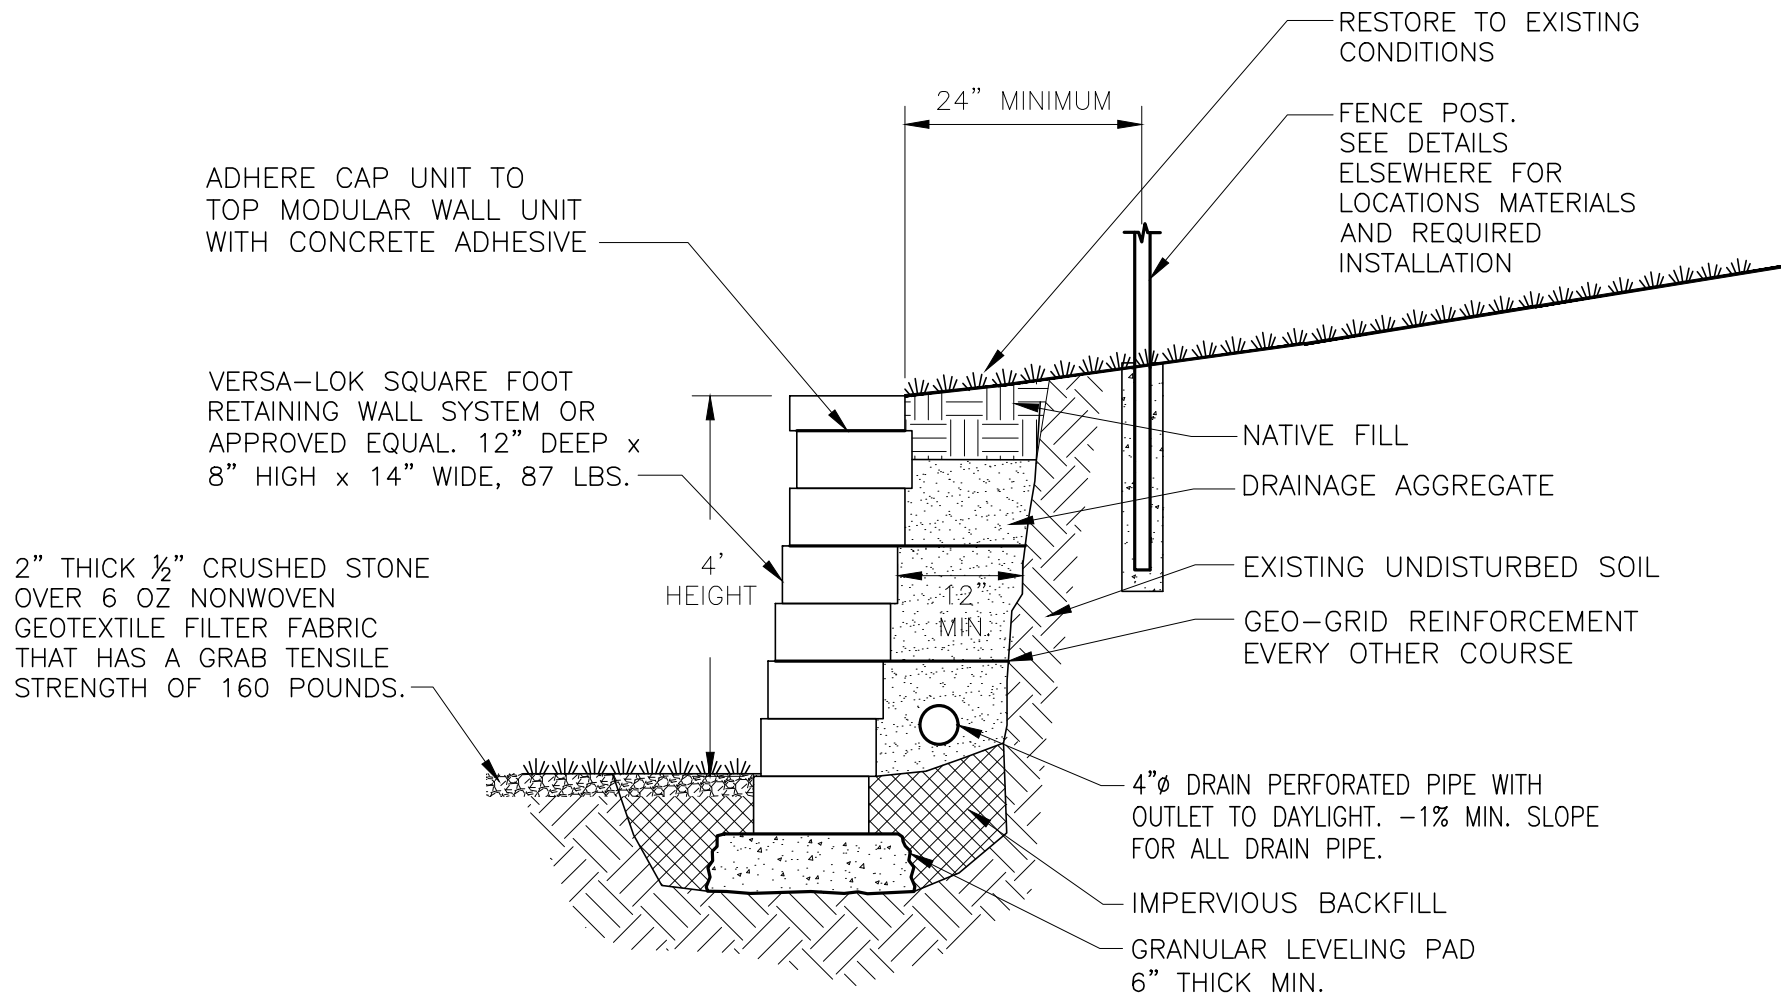 RESTORE TO EXISTING
CONDITIONS
24” MINIMUM
FENCE POST.
SEE DETAILS
ELSEWHERE FOR
LOCATIONS MATERIALS
AND REQUIRED
INSTALLATION
ADHERE CAP UNIT TO
TOP MODULAR WALL UNIT
WITH CONCRETE ADHESIVE
VERSA–LOK SQUARE FOOT
RETAINING WALL SYSTEM OR
APPROVED EQUAL. 12” DEEP x
8” HIGH x 14” WIDE, 87 LBS.
NATIVE FILL
DRAINAGE AGGREGATE
2” THICK ½” CRUSHED STONE
OVER 6 OZ NONWOVEN
GEOTEXTILE FILTER FABRIC
THAT HAS A GRAB TENSILE
STRENGTH OF 160 POUNDS.
4’
HEIGHT
12”
MIN.
EXISTING UNDISTURBED SOIL
GEO–GRID REINFORCEMENT
EVERY OTHER COURSE
4”ø DRAIN PERFORATED PIPE WITH
OUTLET TO DAYLIGHT. –1% MIN. SLOPE
FOR ALL DRAIN PIPE.
IMPERVIOUS BACKFILL
GRANULAR LEVELING PAD
6” THICK MIN.